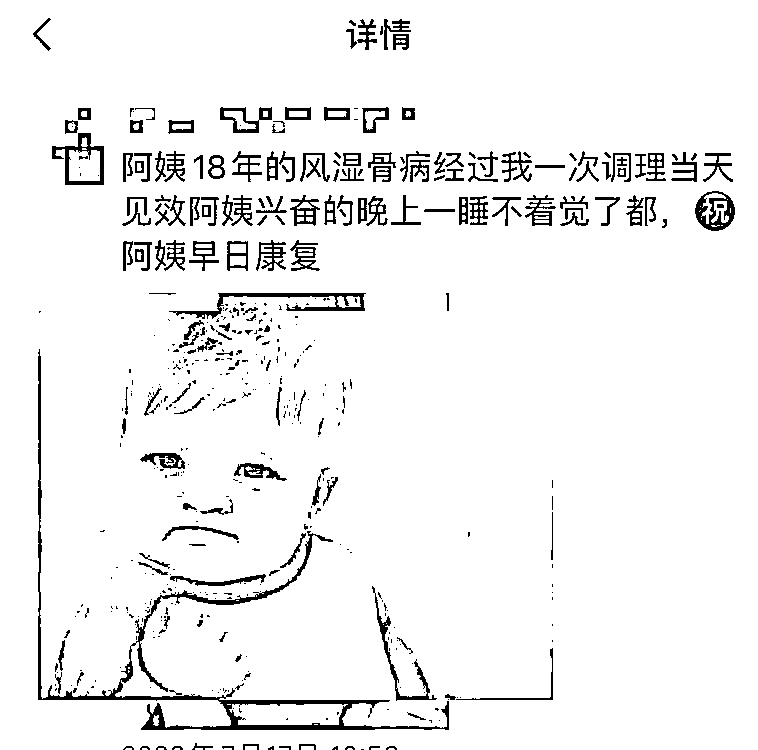 详情
阿姨18年的风湿骨病经过我一次调理当天
见效阿姨兴奋的晚上一睡不着觉了都，㊗
阿姨早日康复